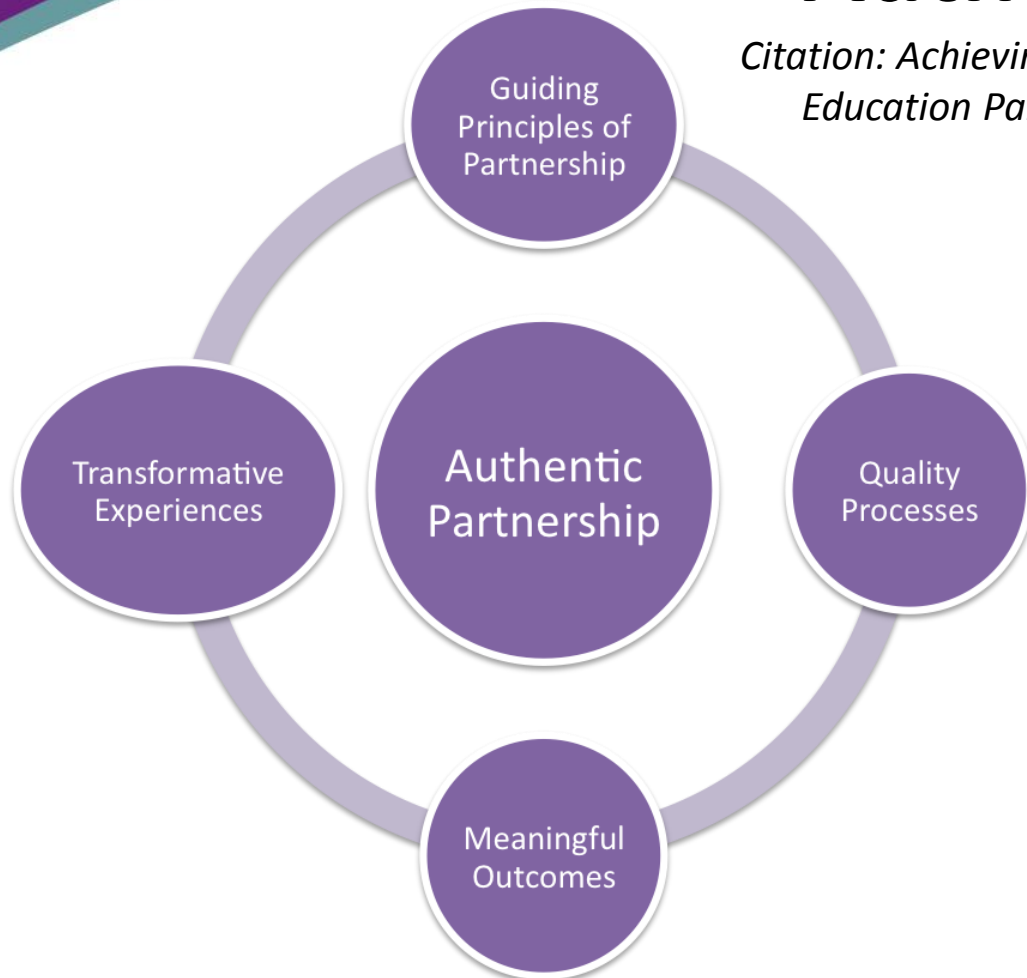 Citation: Achievin
Education Pa
Guiding
Principles of
Partnership
Transformative
Experiences
Authentic
Partnership
Quality
Processes
Meaningful
Outcomes